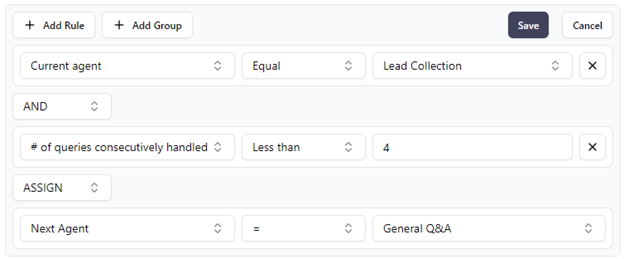 + Add Rule + Add Group Save Cancel
Current agent Equal Lead Collection
AND
# of queries consecutively handled Less than 4
ASSIGN
Next Agent = General Q&A